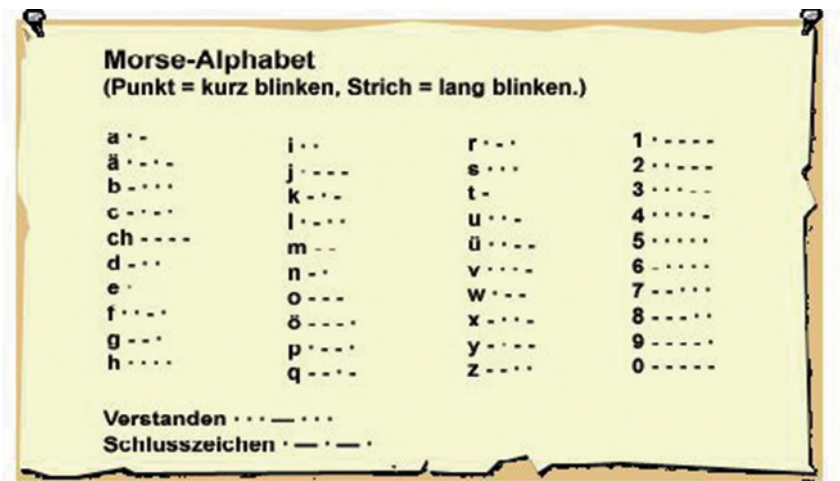 Morse-Alphabet
(Punkt = kurz blinken, Strich = lang blinken.)
a · -
ä · - · -
b - · · ·
c - · - ·
ch - - - -
d - · ·
e ·
f · · - ·
g - - ·
h · · · ·
i · ·
j · - - -
k - · -
l · - · ·
m - -
n - ·
o - - -
ö - - - ·
p · - - ·
q - - · -
r · - ·
s · · ·
t -
u · · -
ü · · - -
v · · · -
w · - -
x - · · -
y - · - -
z - - · ·
1 · - - - -
2 · · - - -
3 · · · - -
4 · · · · -
5 · · · · ·
6 - · · · ·
7 - - · · ·
8 - - - · ·
9 - - - - ·
0 - - - - -
Verstanden · · · — · · ·
Schlusszeichen · — · — ·